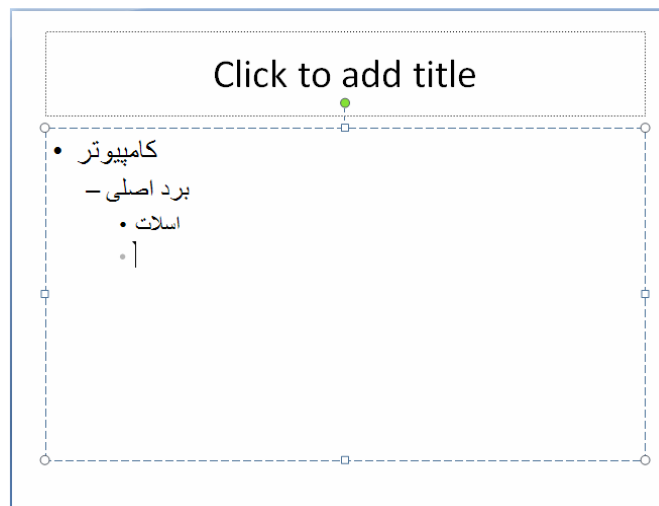 Click to add title
• کامپیوتر
– برد اصلی
• اسلات
•